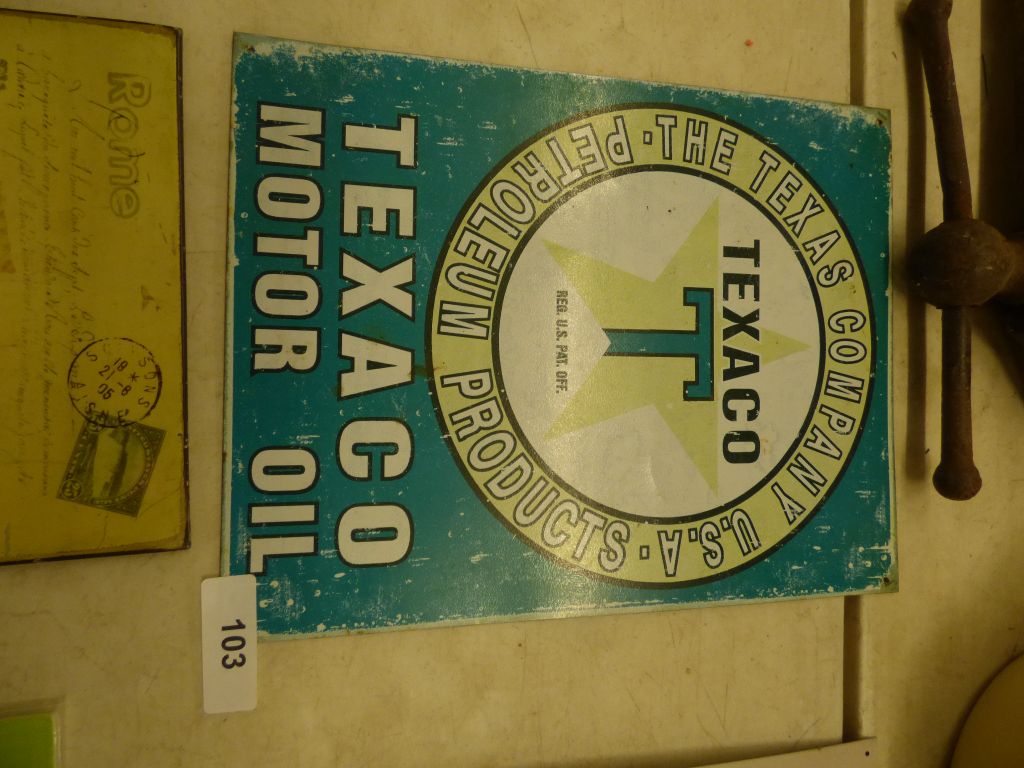 THE TEXAS COMPANY U.S.A.
PETROLEUM PRODUCTS
TEXACO
T
REG. U.S. PAT. OFF.
TEXACO
MOTOR OIL
103
Rome